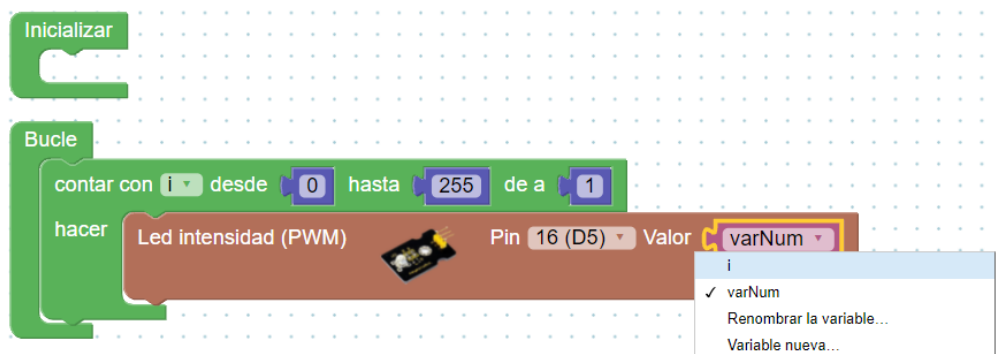 Inicializar
Bucle
contar con i desde 0 hasta 255 de a 1
hacer
Led intensidad (PWM) Pin 16 (D5) Valor varNum
i
✓ varNum
Renombrar la variable...
Variable nueva...